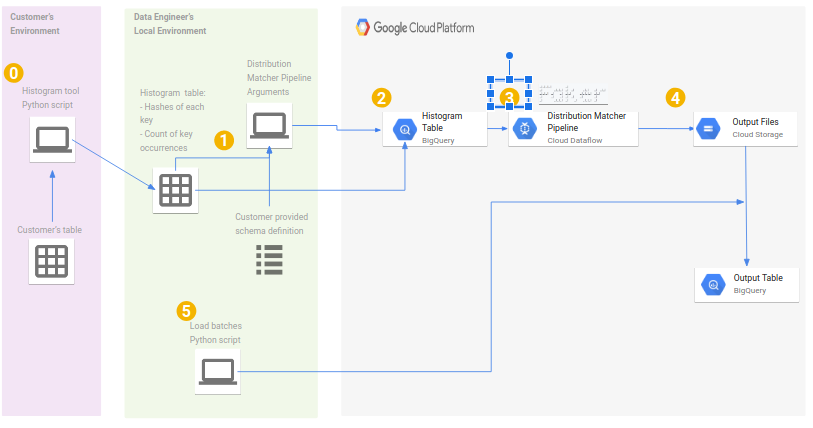 Customer's
Environment
Data Engineer's
Local Environment
Google Cloud Platform
0
Histogram tool
Python script
Customer's table
Histogram table:
- Hashes of each
key
- Count of key
occurrences
1
Distribution
Matcher Pipeline
Arguments
Customer provided
schema definition
5
Load batches
Python script
2
Histogram
Table
BigQuery
3
Distribution Matcher
Pipeline
Cloud Dataflow
4
Output Files
Cloud Storage
Output Table
BigQuery